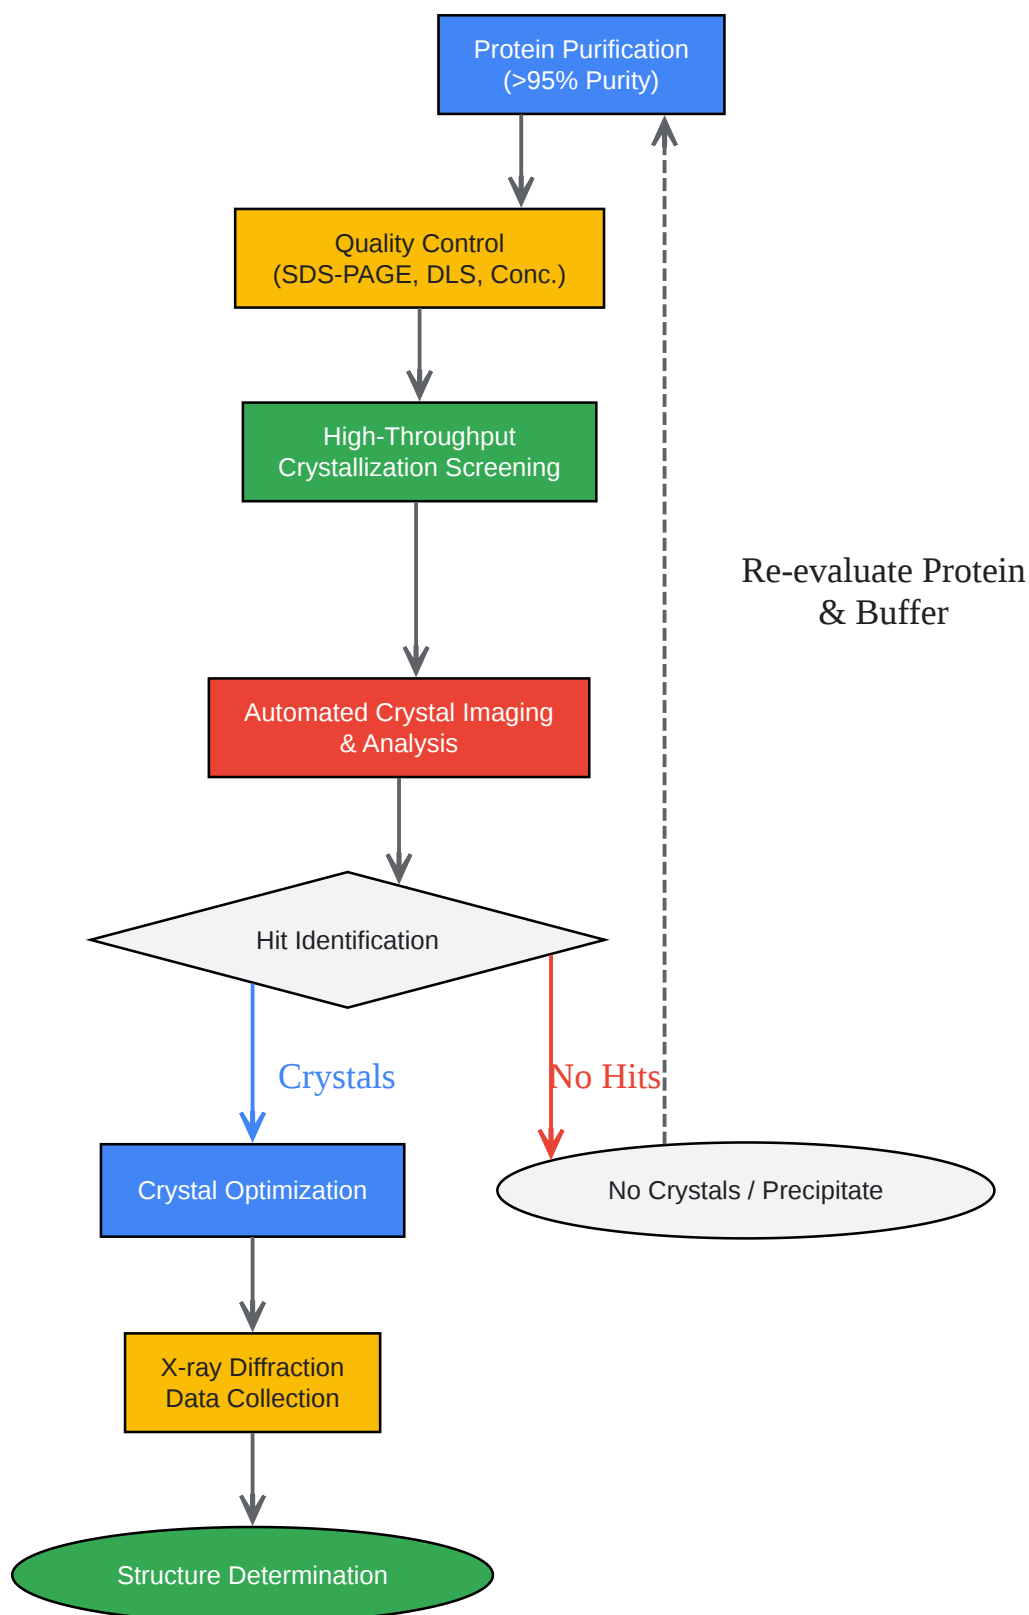 Protein Purification
(>95% Purity)
Quality Control
(SDS-PAGE, DLS, Conc.)
High-Throughput
Crystallization Screening
Re-evaluate Protein
& Buffer
Automated Crystal Imaging
& Analysis
Hit Identification
Crystals
No Hits
Crystal Optimization
No Crystals / Precipitate
X-ray Diffraction
Data Collection
Structure Determination